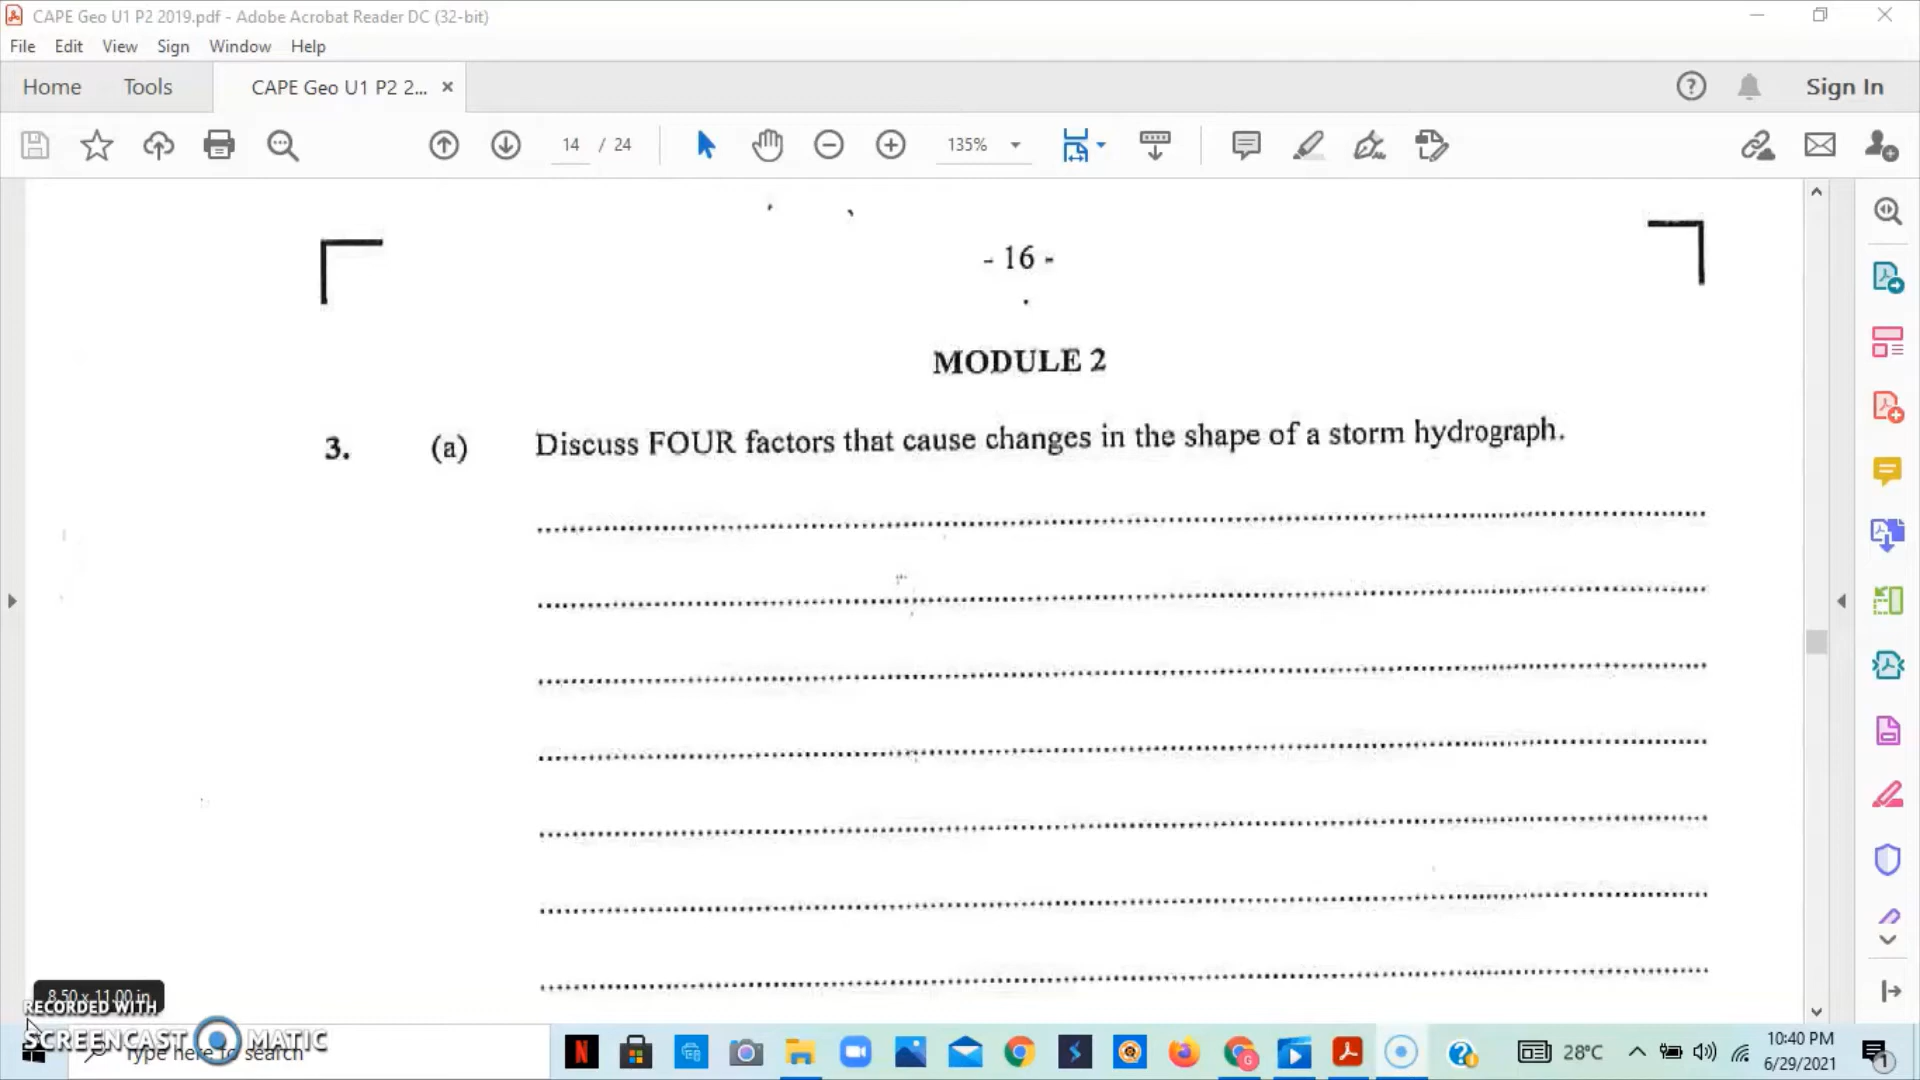 CAPE Geo U1 P2 2019.pdf - Adobe Acrobat Reader DC (32-bit)
File Edit View Sign Window Help
Home Tools CAPE Geo U1 P2 2... × Sign In
14 / 24 135%
- 16 -
MODULE 2
3. (a) Discuss FOUR factors that cause changes in the shape of a storm hydrograph.
8.50 x 11.00 in
RECORDED WITH
SCREENCAST MATIC
Type here to search
28°C
10:40 PM
6/29/2021
1